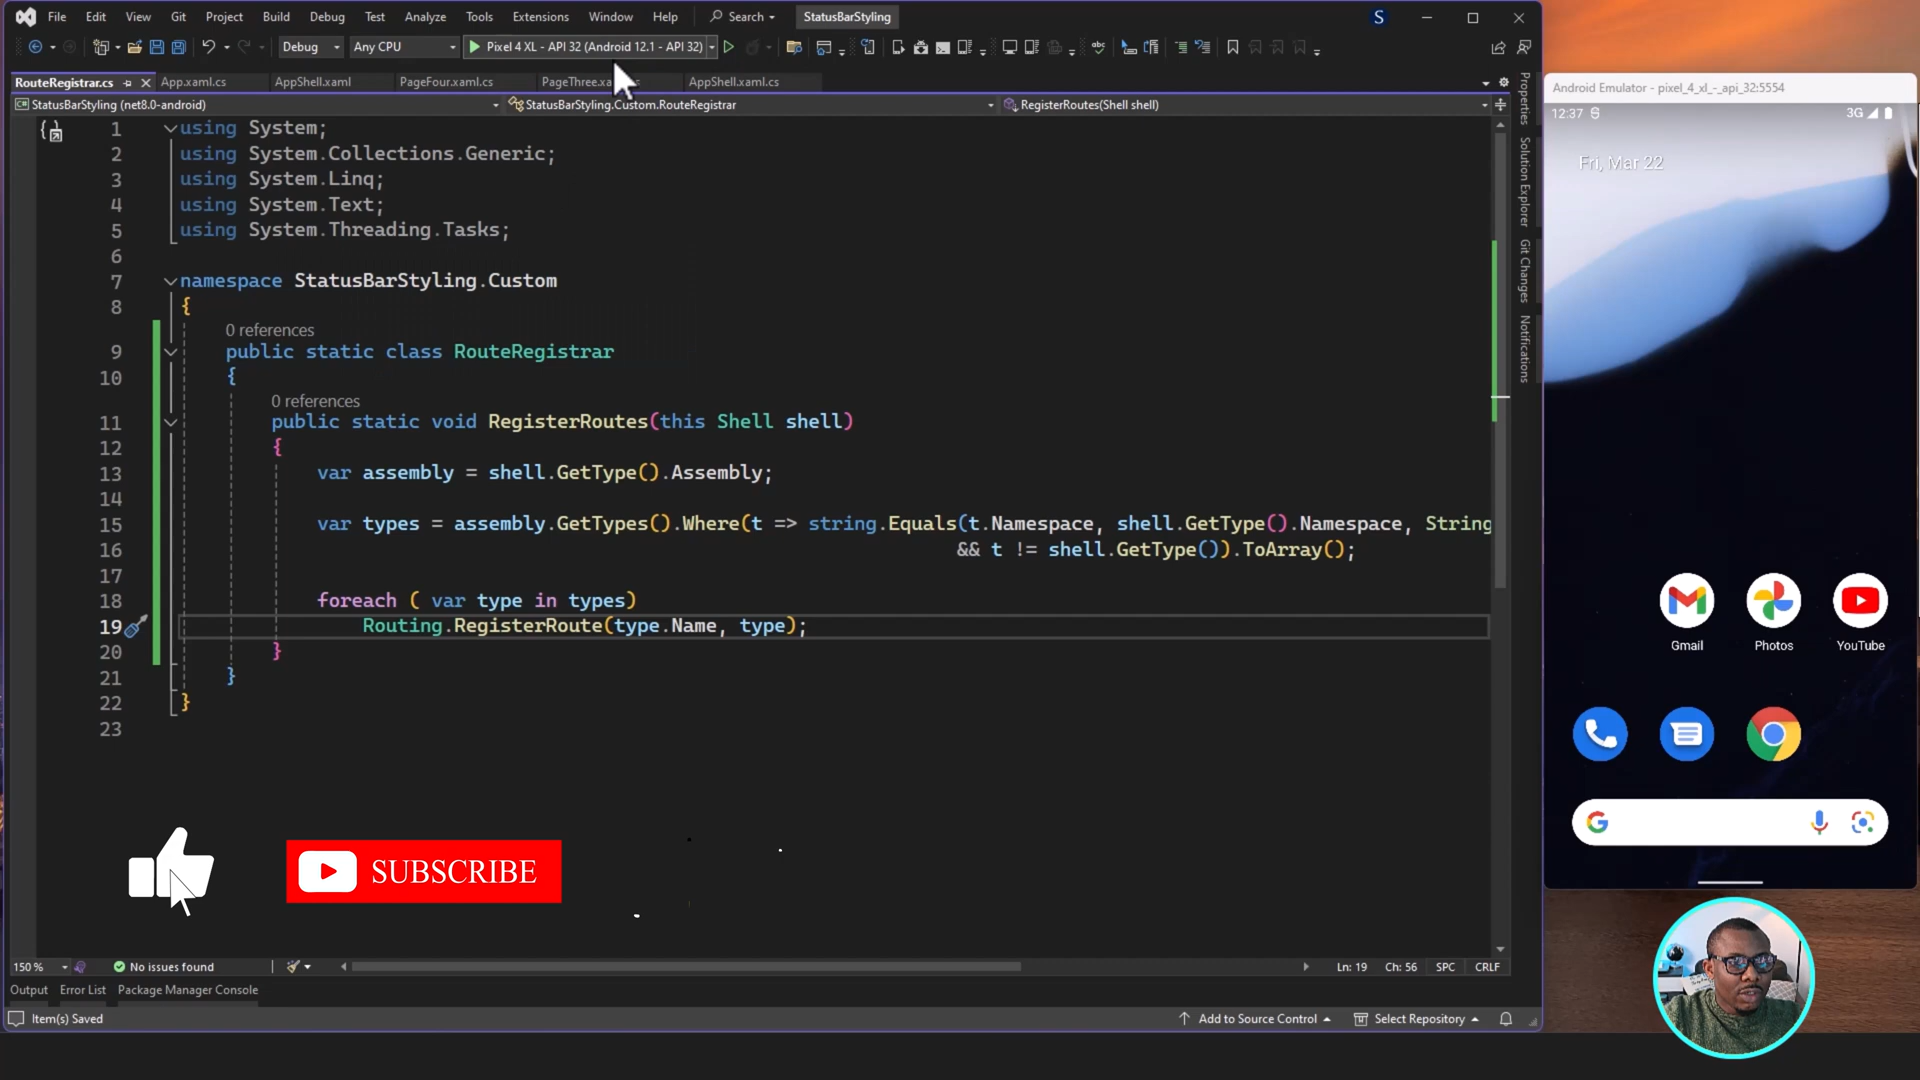 File Edit View Git Project Build Debug Test Analyze Tools Extensions Window Help Search StatusBarStyling S
Debug Any CPU Pixel 4 XL - API 32 (Android 12.1 - API 32)
RouteRegistrar.cs App.xaml.cs AppShell.xaml PageFour.xaml.cs AppShell.xaml.cs
StatusBarStyling (net8.0-android) StatusBarStyling.Custom.RouteRegistrar RegisterRoutes(Shell shell)
1 using System;
2 using System.Collections.Generic;
3 using System.Linq;
4 using System.Text;
5 using System.Threading.Tasks;
6
7 namespace StatusBarStyling.Custom
8 {
0 references
9 public static class RouteRegistrar
10 {
0 references
11 public static void RegisterRoutes(this Shell shell)
12 {
13 var assembly = shell.GetType().Assembly;
14
15 var types = assembly.GetTypes().Where(t => string.Equals(t.Namespace, shell.GetType().Namespace, String
16 && t != shell.GetType()).ToArray();
17
18 foreach ( var type in types)
19 Routing.RegisterRoute(type.Name, type);
20 }
21 }
22 }
23
SUBSCRIBE
150 % No issues found Ln: 19 Ch: 56 SPC CRLF
Output Error List Package Manager Console
Item(s) Saved Add to Source Control Select Repository
Properties
Solution Explorer
Git Changes
Notifications
Android Emulator - pixel_4_xl_-_api_32:5554
12:37 3G
Fri, Mar 22
Gmail Photos YouTube